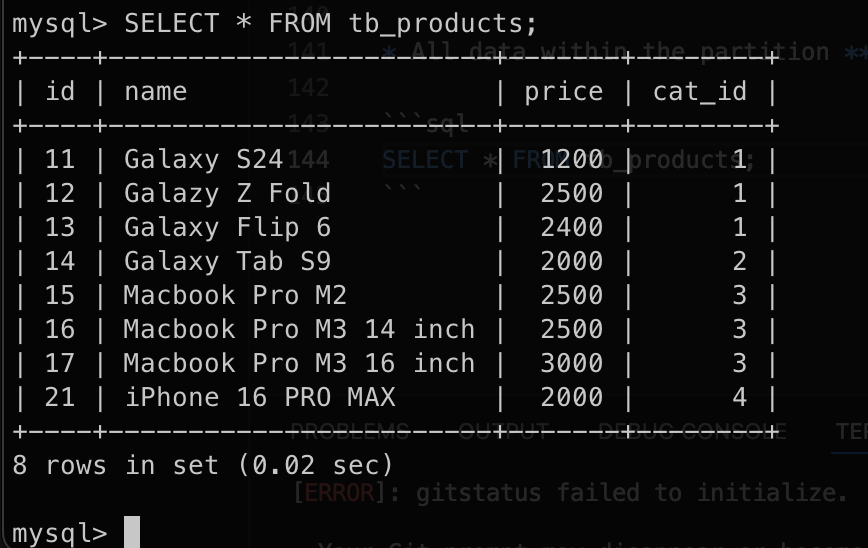 mysql> SELECT * FROM tb_products;
+----+------------------------+-------+--------+
| id | name                   | price | cat_id |
+----+------------------------+-------+--------+
| 11 | Galaxy S24             |  1200 |      1 |
| 12 | Galazy Z Fold          |  2500 |      1 |
| 13 | Galaxy Flip 6          |  2400 |      1 |
| 14 | Galaxy Tab S9          |  2000 |      2 |
| 15 | Macbook Pro M2         |  2500 |      3 |
| 16 | Macbook Pro M3 14 inch |  2500 |      3 |
| 17 | Macbook Pro M3 16 inch |  3000 |      3 |
| 21 | iPhone 16 PRO MAX      |  2000 |      4 |
+----+------------------------+-------+--------+
8 rows in set (0.02 sec)
mysql>
141 * All data within the partition **
142
143 ```sql
144 SELECT * FROM tb_products;
```
PROBLEMS OUTPUT DEBUG CONSOLE
[ERROR]: gitstatus failed to initialize.